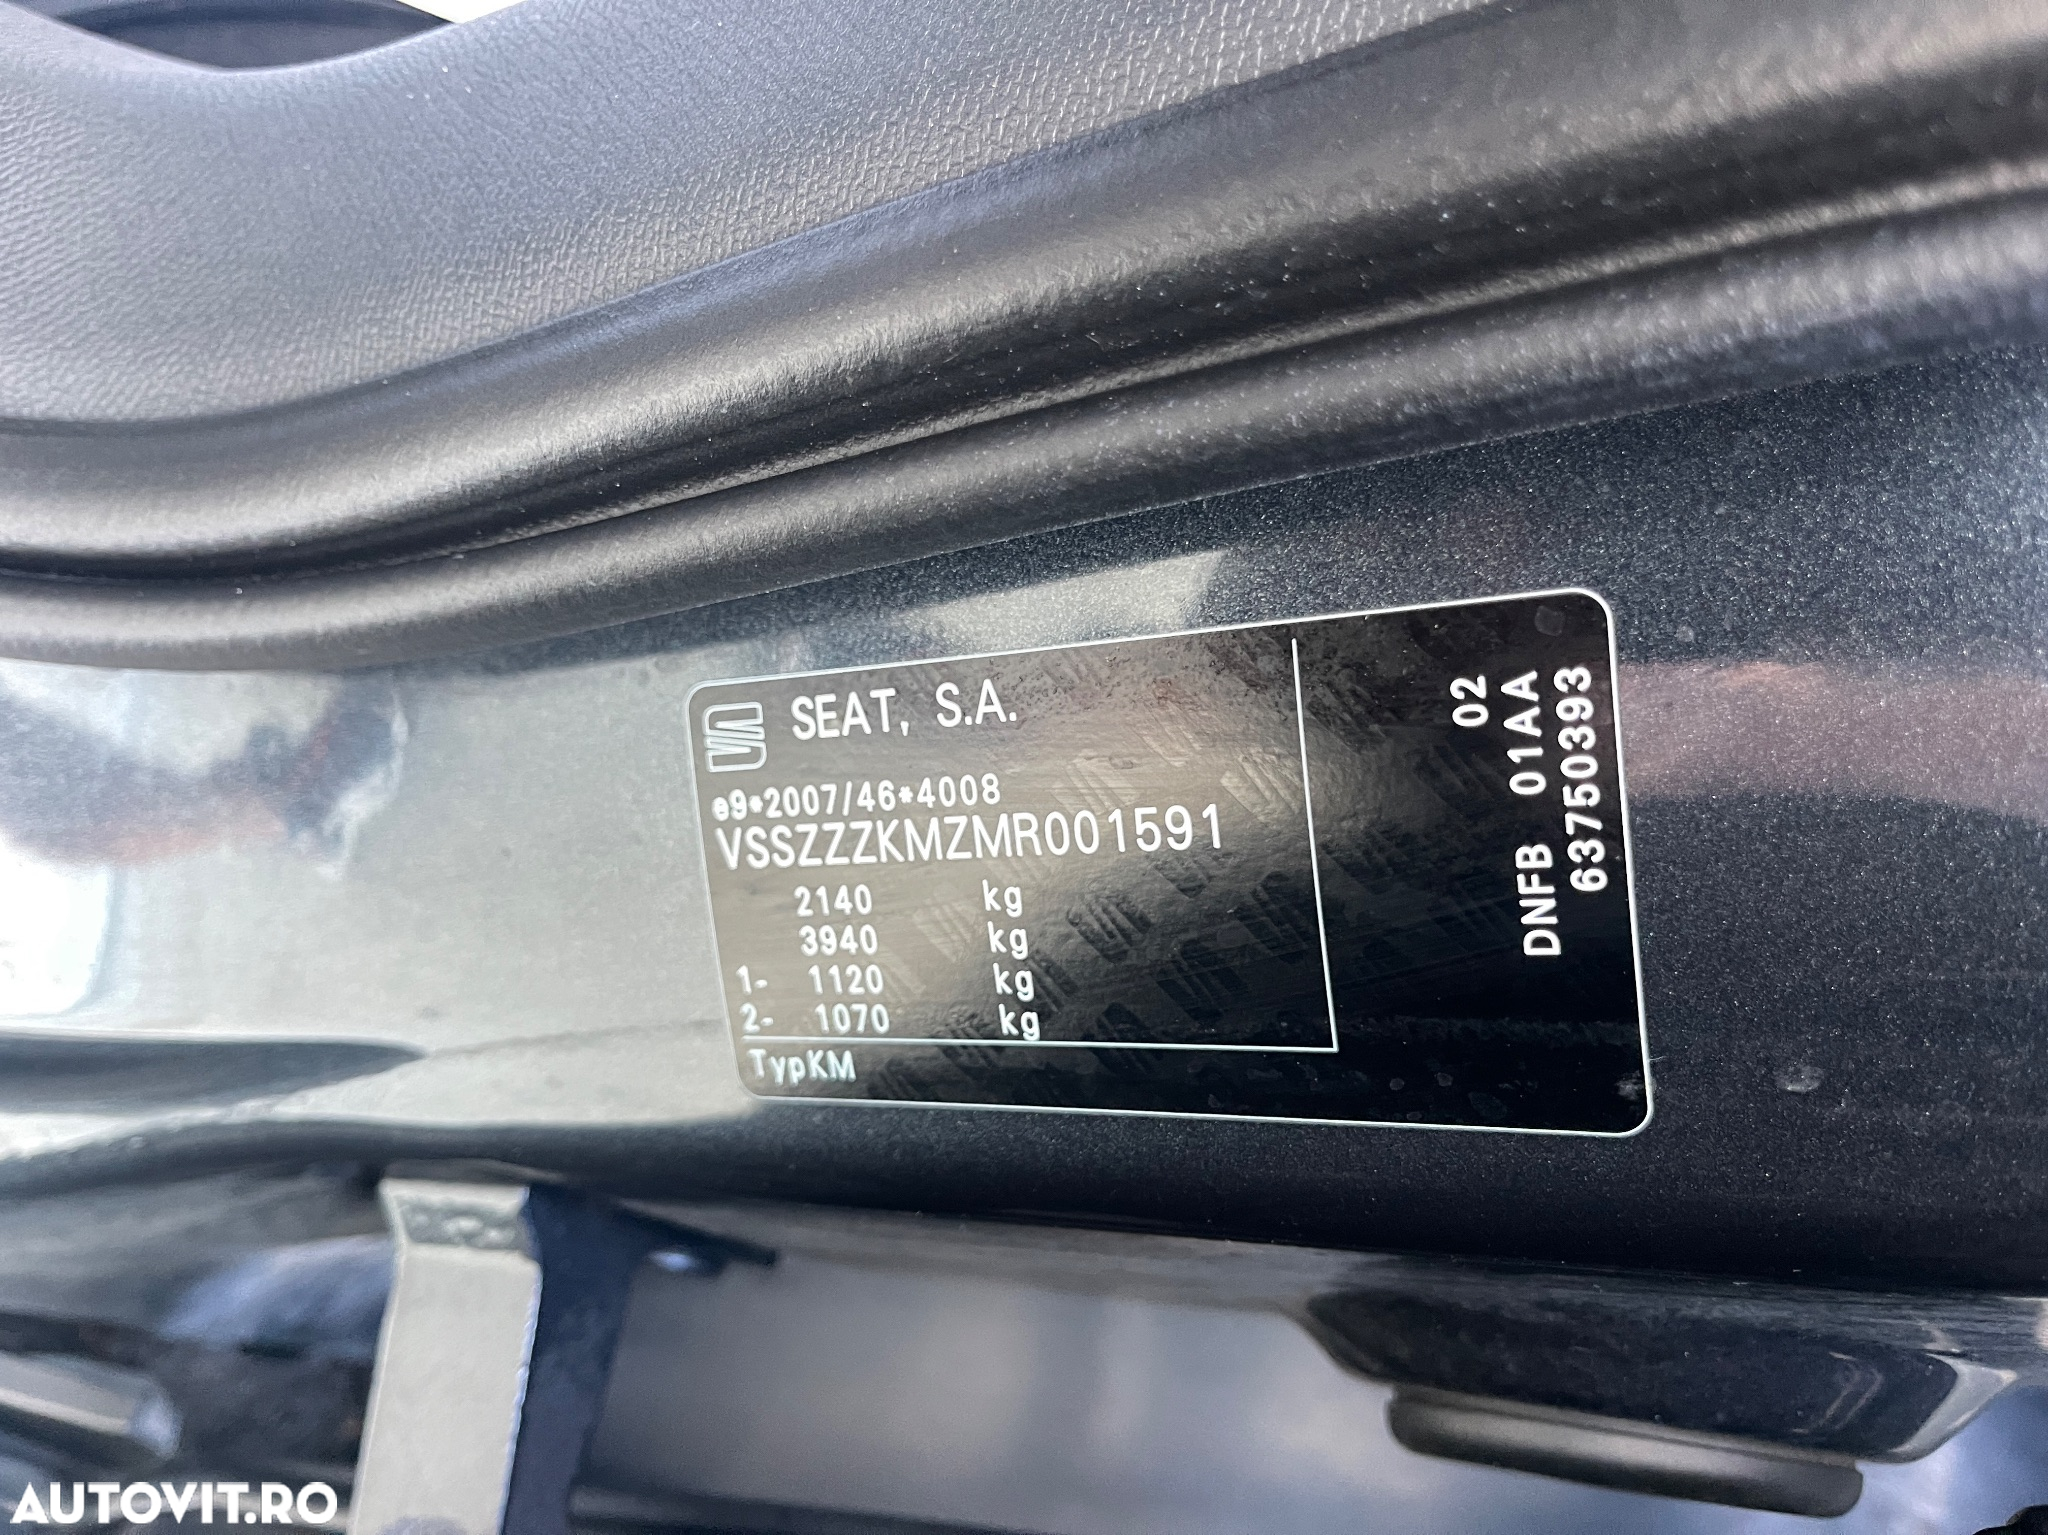 SEAT, S.A.
e9*2007/46*4008
VSSZZZKMZMR001591
2140 kg
3940 kg
1- 1120 kg
2- 1070 kg
TypKM
02
DNFB 01AA
63750393
AUTOVIT.RO